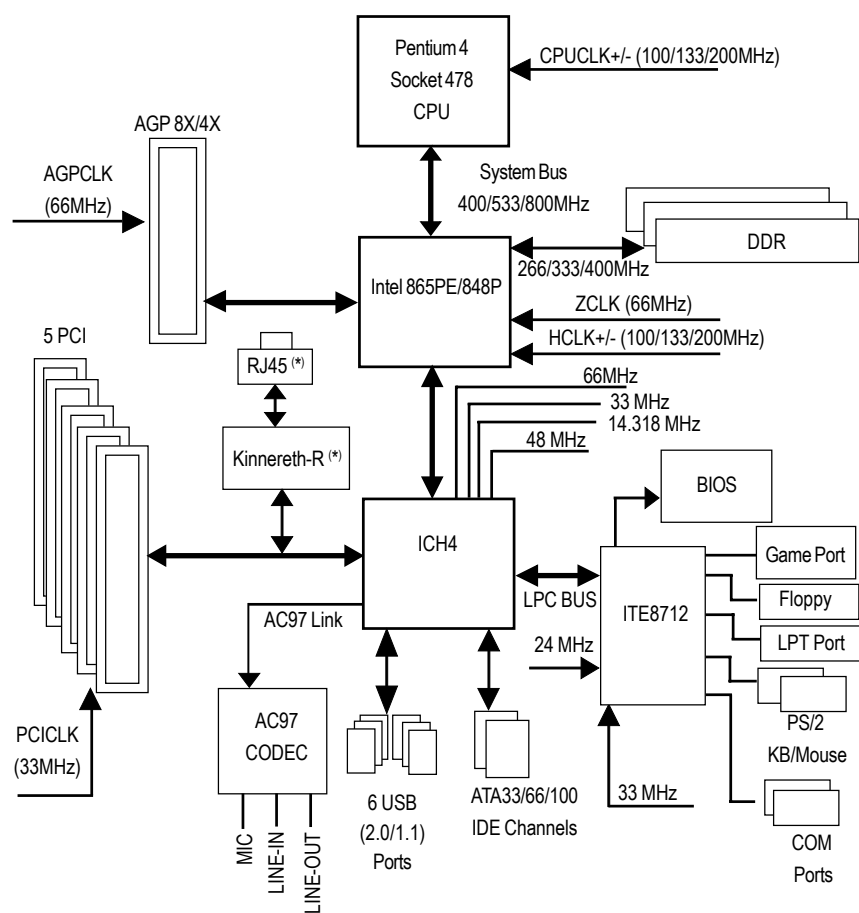 Pentium 4
Socket 478
CPU
CPUCLK+/- (100/133/200MHz)
AGP 8X/4X
AGPCLK
(66MHz)
System Bus
400/533/800MHz
DDR
266/333/400MHz
Intel 865PE/848P
ZCLK (66MHz)
HCLK+/- (100/133/200MHz)
5 PCI
RJ45 (*)
Kinnereth-R (*)
66MHz
33 MHz
14.318 MHz
48 MHz
ICH4
BIOS
LPC BUS
ITE8712
Game Port
Floppy
LPT Port
PS/2
KB/Mouse
COM
Ports
24 MHz
33 MHz
AC97 Link
AC97
CODEC
MIC
LINE-IN
LINE-OUT
6 USB
(2.0/1.1)
Ports
ATA33/66/100
IDE Channels
PCICLK
(33MHz)